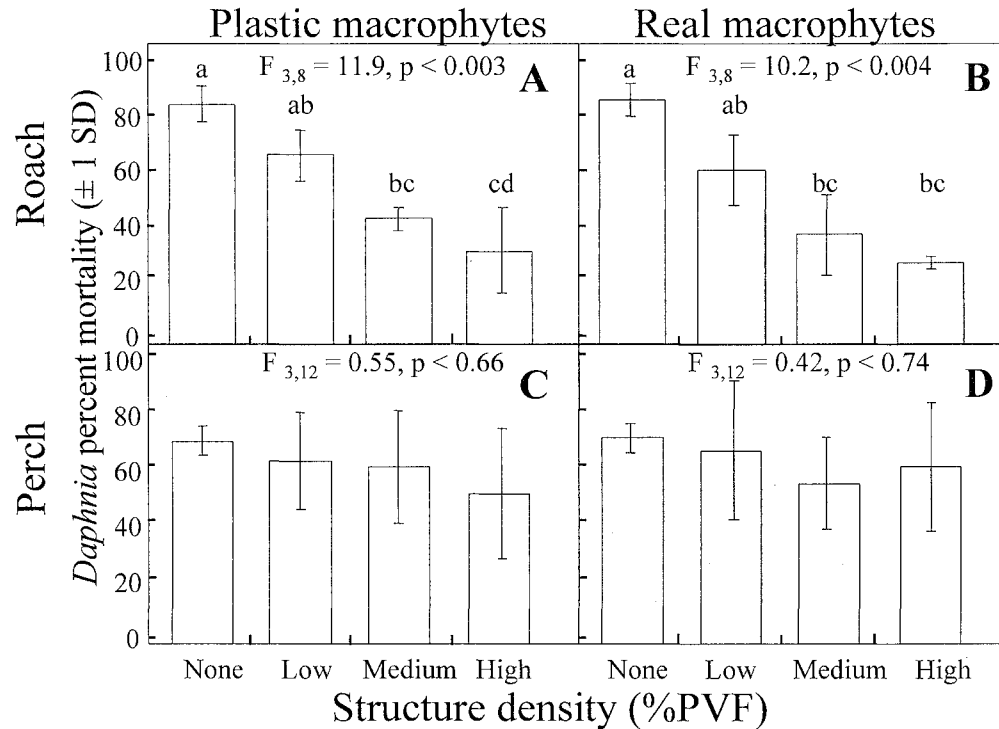 Plastic macrophytes Real macrophytes
Roach
Perch
Daphnia percent mortality (± 1 SD)
100
80
60
40
20
0
F 3,8 = 11.9, p < 0.003
A
a
ab
bc
cd
F 3,8 = 10.2, p < 0.004
B
a
ab
bc
bc
100
80
60
40
20
0
F 3,12 = 0.55, p < 0.66
C
F 3,12 = 0.42, p < 0.74
D
None Low Medium High None Low Medium High
Structure density (%PVF)